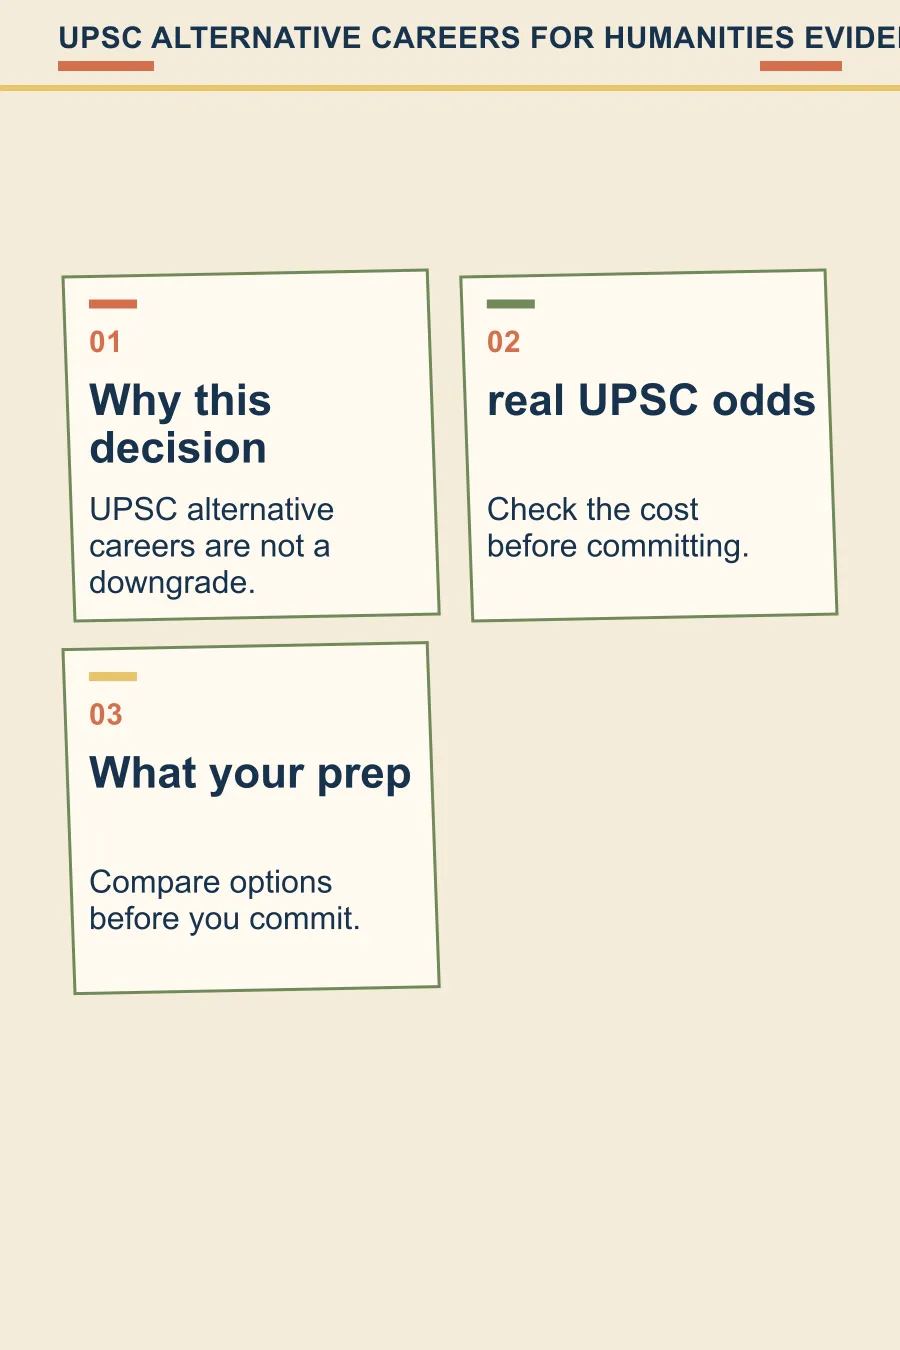 UPSC ALTERNATIVE CAREERS FOR HUMANITIES
01
Why this
decision
UPSC alternative
careers are not a
downgrade.
02
real UPSC odds
Check the cost
before committing.
03
What your prep
Compare options
before you commit.